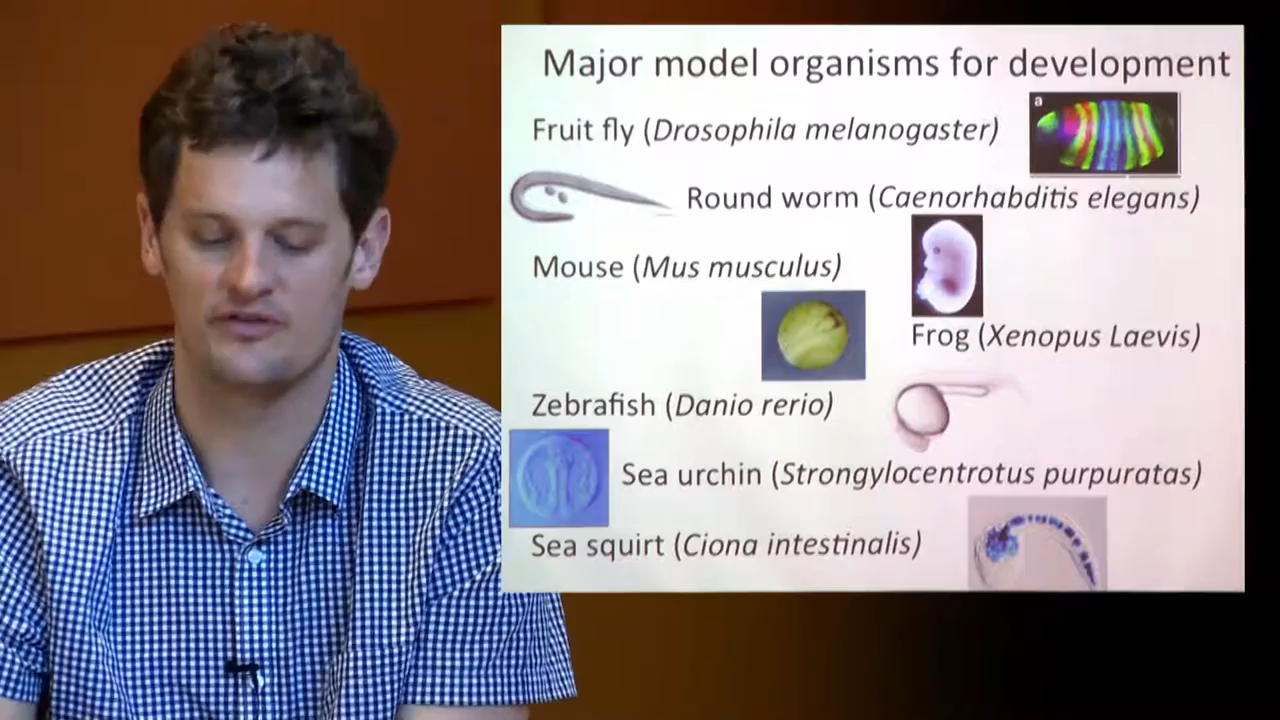 Major model organisms for development
a
Fruit fly (Drosophila melanogaster)
Round worm (Caenorhabditis elegans)
Mouse (Mus musculus)
Frog (Xenopus Laevis)
Zebrafish (Danio rerio)
Sea urchin (Strongylocentrotus purpuratas)
Sea squirt (Ciona intestinalis)